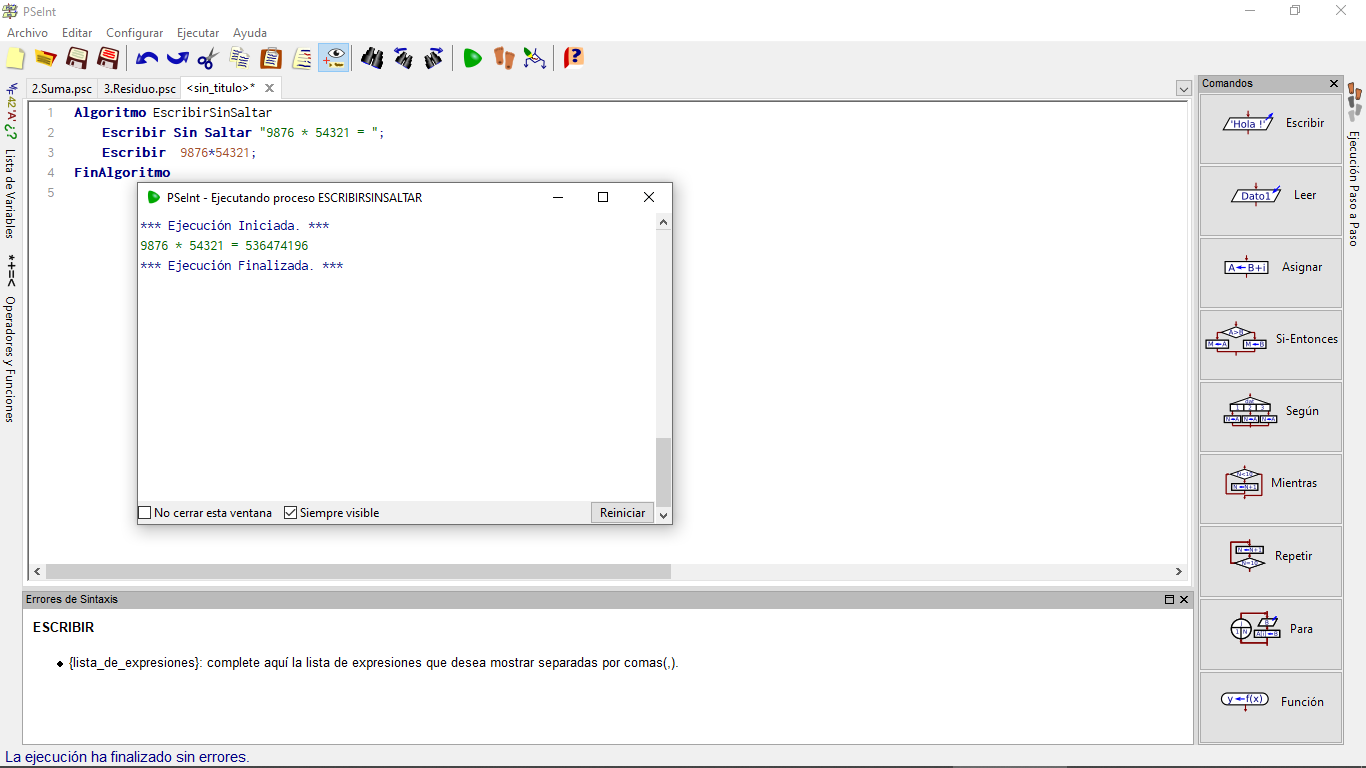 PSeInt
Archivo Editar Configurar Ejecutar Ayuda
2.Suma.psc 3.Residuo.psc <sin_titulo>*
1 Algoritmo EscribirSinSaltar
2 Escribir Sin Saltar "9876 * 54321 = ";
3 Escribir 9876*54321;
4 FinAlgoritmo
5
PSeInt - Ejecutando proceso ESCRIBIRSINSALTAR
*** Ejecución Iniciada. ***
9876 * 54321 = 536474196
*** Ejecución Finalizada. ***
No cerrar esta ventana Siempre visible Reiniciar
Errores de Sintaxis
ESCRIBIR
{lista_de_expresiones}: complete aquí la lista de expresiones que desea mostrar separadas por comas(,).
La ejecución ha finalizado sin errores.
42 'A' ¿? Lista de Variables
*+=< Operadores y Funciones
Comandos
'Hola !' Escribir
Dato1 Leer
A←B+i Asignar
A>B M←A M←B Si-Entonces
Según
Mientras
Repetir
Para
y←f(x) Función
Ejecución Paso a Paso